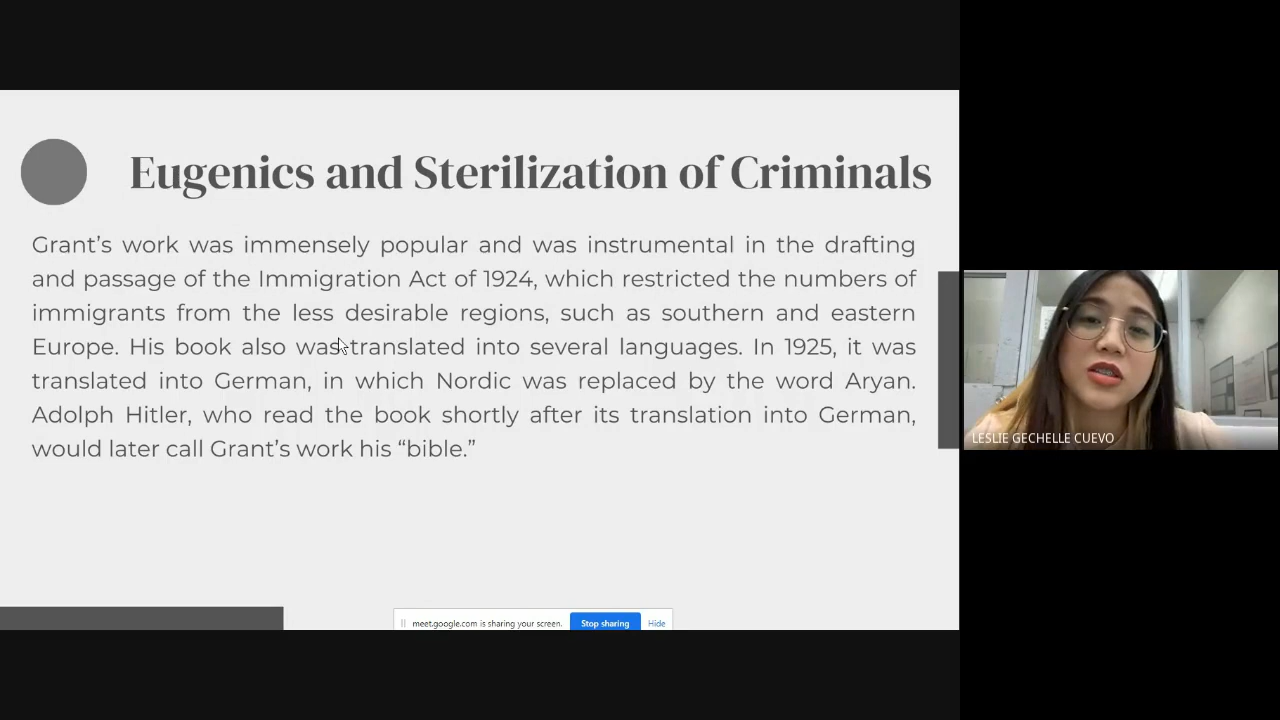 Eugenics and Sterilization of Criminals
Grant's work was immensely popular and was instrumental in the drafting
and passage of the Immigration Act of 1924, which restricted the numbers of
immigrants from the less desirable regions, such as southern and eastern
Europe. His book also was translated into several languages. In 1925, it was
translated into German, in which Nordic was replaced by the word Aryan.
Adolph Hitler, who read the book shortly after its translation into German,
would later call Grant's work his “bible.”
LESLIE GECHELLE CUEVO
meet.google.com is sharing your screen. Stop sharing Hide